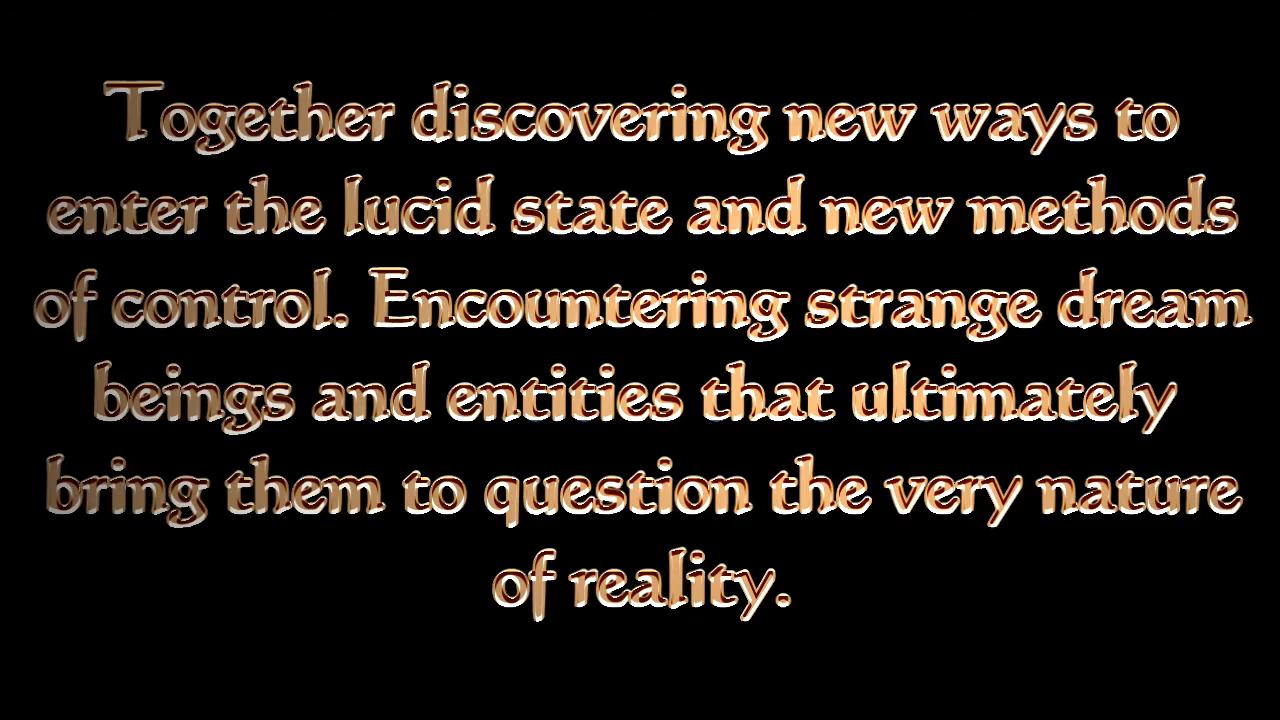 Together discovering new ways to
enter the lucid state and new methods
of control. Encountering strange dream
beings and entities that ultimately
bring them to question the very nature
of reality.